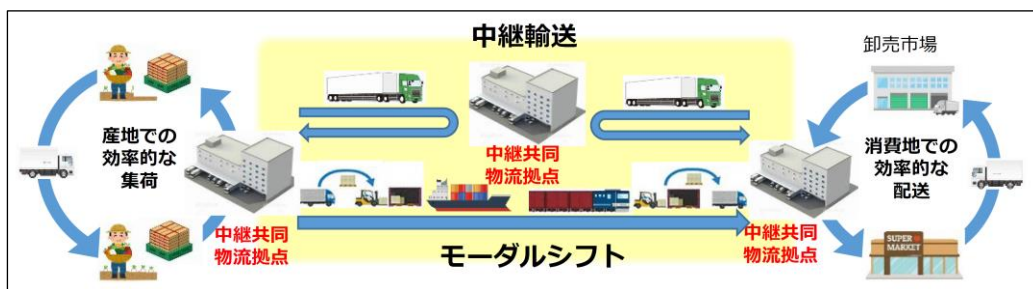 中継輸送
卸売市場
産地での
効率的な
集荷
中継共同
物流拠点
消費地での
効率的な
配送
中継共同
物流拠点
中継共同
物流拠点
SUPER
MARKET
モーダルシフト